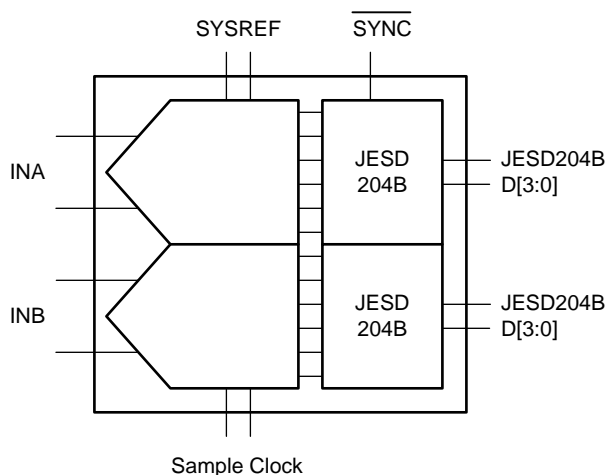 SYSREF
SYNC
INA
JESD
204B
JESD204B
D[3:0]
INB
JESD
204B
JESD204B
D[3:0]
Sample Clock